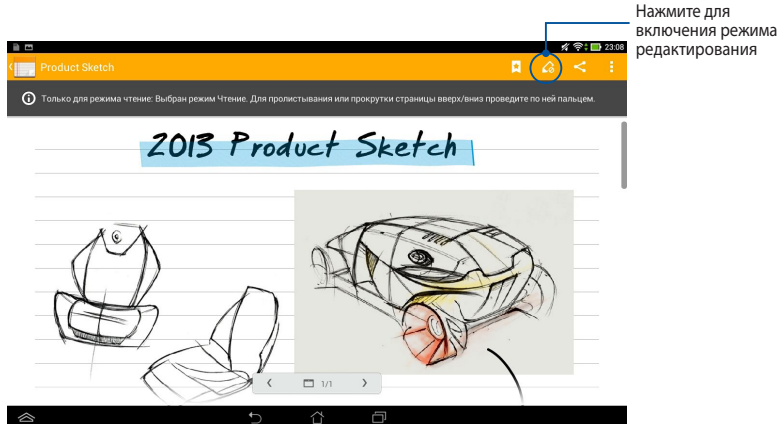 Нажмите для
включения режима
редактирования
23:08
Product Sketch
Только для режима чтение: Выбран режим Чтение. Для пролистывания или прокрутки страницы вверх/вниз проведите по ней пальцем.
2013 Product Sketch
1/1